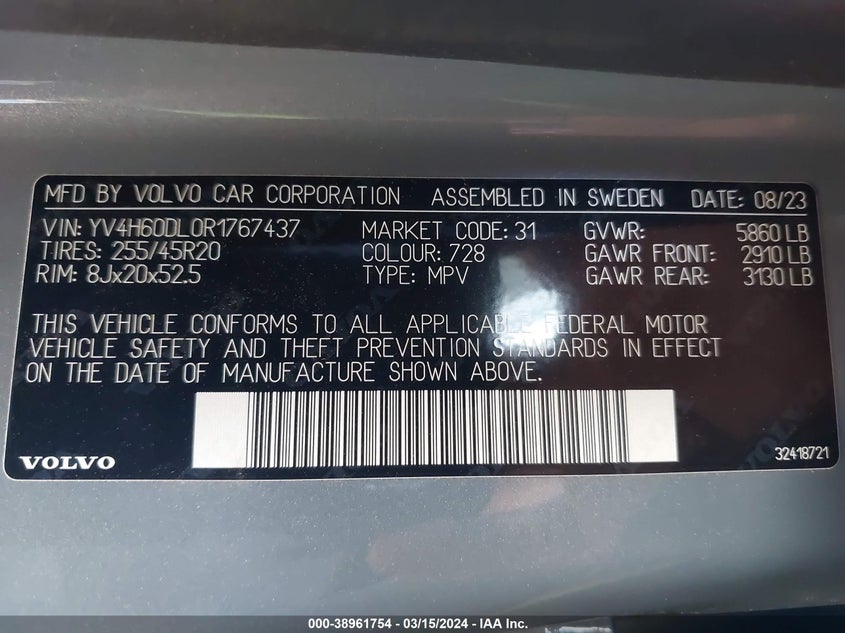 MFD BY VOLVO CAR CORPORATION ASSEMBLED IN SWEDEN DATE: 08/23
VIN: YV4H60DL0R1767437 MARKET CODE: 31 GVWR: 5860 LB
TIRES: 255/45R20 COLOUR: 728 GAWR FRONT: 2910 LB
RIM: 8Jx20x52.5 TYPE: MPV GAWR REAR: 3130 LB
THIS VEHICLE CONFORMS TO ALL APPLICABLE FEDERAL MOTOR
VEHICLE SAFETY AND THEFT PREVENTION STANDARDS IN EFFECT
ON THE DATE OF MANUFACTURE SHOWN ABOVE.
VOLVO 32418721
000-38961754 - 03/15/2024 - IAA Inc.